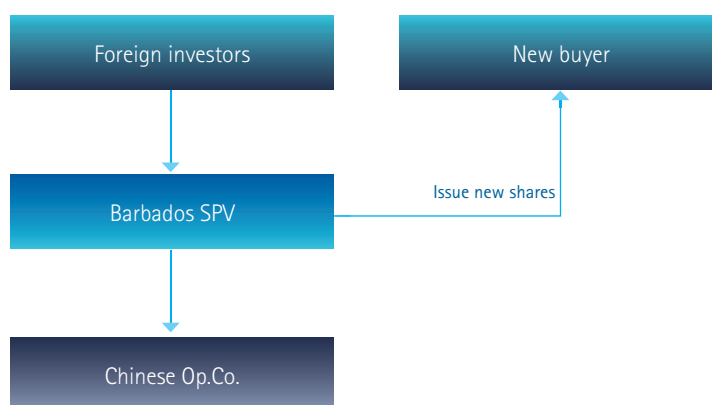 Foreign investors
New buyer
Issue new shares
Barbados SPV
Chinese Op.Co.